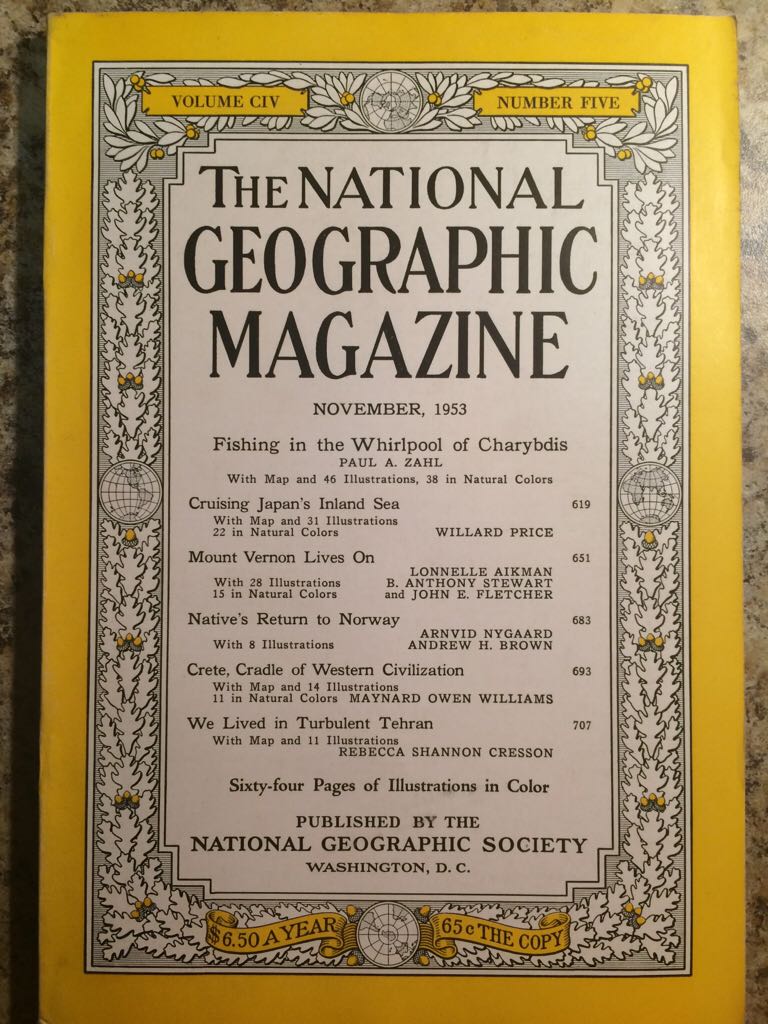 VOLUME CIV
NUMBER FIVE
THE NATIONAL
GEOGRAPHIC
MAGAZINE
NOVEMBER, 1953
Fishing in the Whirlpool of Charybdis
PAUL A. ZAHL
With Map and 46 Illustrations, 38 in Natural Colors
Cruising Japan's Inland Sea 619
With Map and 31 Illustrations
22 in Natural Colors WILLARD PRICE
Mount Vernon Lives On 651
LONNELLE AIKMAN
With 28 Illustrations B. ANTHONY STEWART
15 in Natural Colors and JOHN E. FLETCHER
Native's Return to Norway 683
ARNVID NYGAARD
With 8 Illustrations ANDREW H. BROWN
Crete, Cradle of Western Civilization 693
With Map and 14 Illustrations
11 in Natural Colors MAYNARD OWEN WILLIAMS
We Lived in Turbulent Tehran 707
With Map and 11 Illustrations
REBECCA SHANNON CRESSON
Sixty-four Pages of Illustrations in Color
PUBLISHED BY THE
NATIONAL GEOGRAPHIC SOCIETY
WASHINGTON, D. C.
$6.50 A YEAR
65c THE COPY